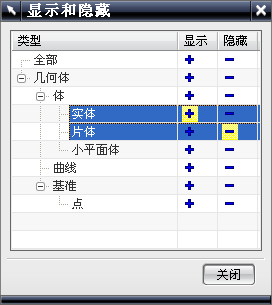 显示和隐藏
类型 显示 隐藏
全部 + -
几何体 + -
体 + -
实体 + -
片体 + -
小平面体 + -
曲线 + -
基准 + -
点 + -
关闭